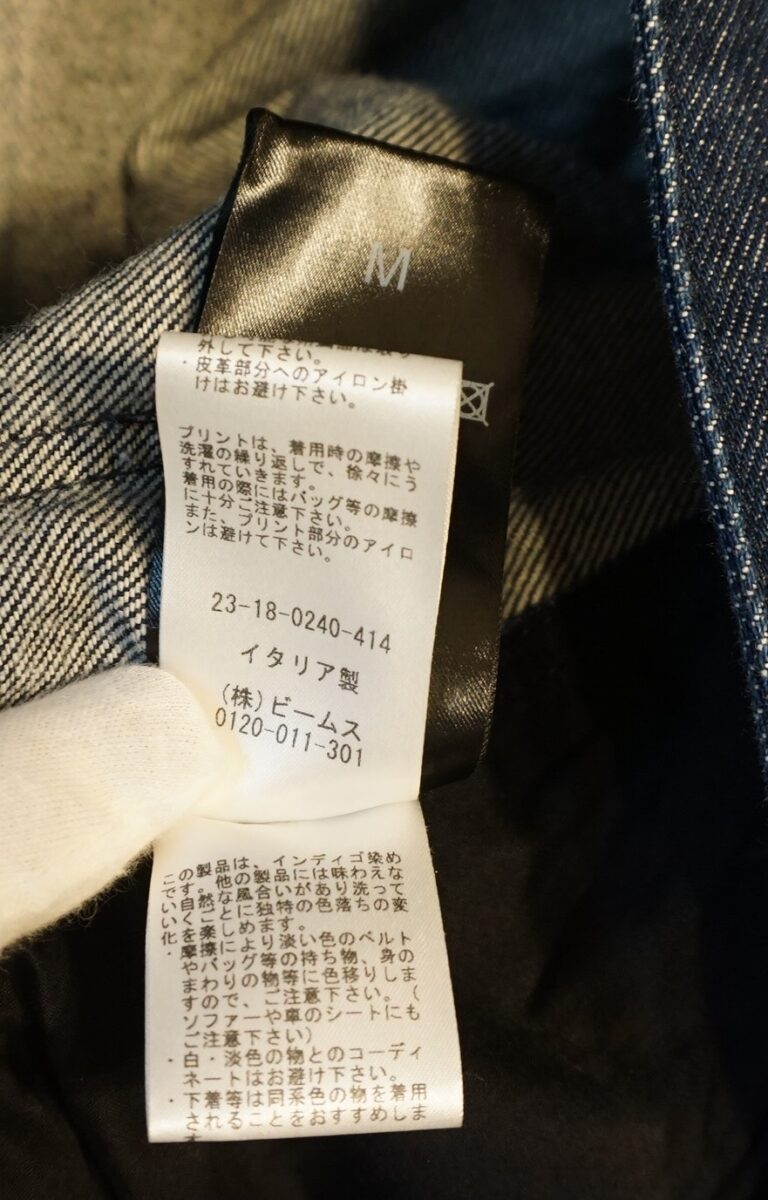 M
外して下さい。
・皮革部分へのアイロン掛
けはお避け下さい。
プリントは、着用時の摩擦や
洗濯の繰り返しで、徐々にう
すれていきます。
着用の際にはバッグ等の摩擦
に十分ご注意下さい。
また、プリント部分のアイロ
ンは避けて下さい。
23-18-0240-414
イタリア製
(株)ビームス
0120-011-301
この製品は、インディゴ染め
です。他の製品には味わえな
い自然な風合いがあり洗って
いくごとに独特の色落ちの変
化を楽しめます。
・摩擦により淡い色のベルト
やバッグ等の持ち物、身の
まわりの物等に色移りしま
すので、ご注意下さい。(
ソファーや車のシートにも
ご注意下さい)
・白・淡色の物とのコーディ
ネートはお避け下さい。
・下着等は同系色の物を着用
されることをおすすめしま